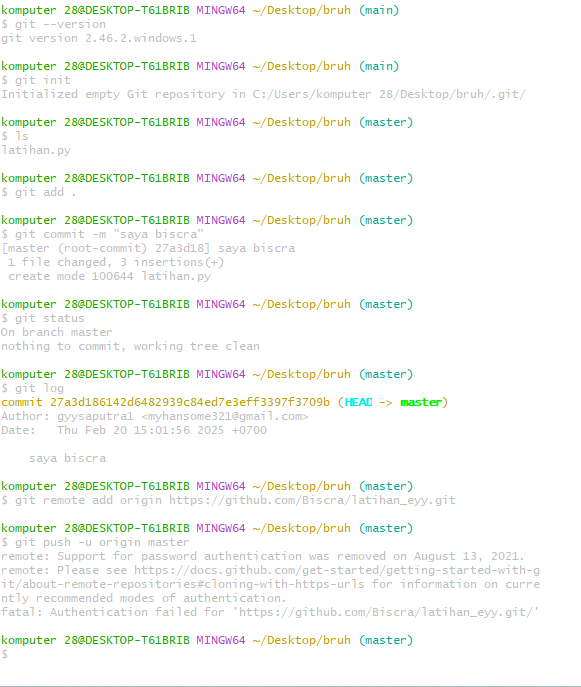 komputer 28@DESKTOP-T61BRIB MINGW64 ~/Desktop/bruh (main)
$ git --version
git version 2.46.2.windows.1
komputer 28@DESKTOP-T61BRIB MINGW64 ~/Desktop/bruh (main)
$ git init
Initialized empty Git repository in C:/Users/komputer 28/Desktop/bruh/.git/
komputer 28@DESKTOP-T61BRIB MINGW64 ~/Desktop/bruh (master)
$ ls
latihan.py
komputer 28@DESKTOP-T61BRIB MINGW64 ~/Desktop/bruh (master)
$ git add .
komputer 28@DESKTOP-T61BRIB MINGW64 ~/Desktop/bruh (master)
$ git commit -m "saya biscra"
[master (root-commit) 27a3d18] saya biscra
1 file changed, 3 insertions(+)
create mode 100644 latihan.py
komputer 28@DESKTOP-T61BRIB MINGW64 ~/Desktop/bruh (master)
$ git status
On branch master
nothing to commit, working tree clean
komputer 28@DESKTOP-T61BRIB MINGW64 ~/Desktop/bruh (master)
$ git log
commit 27a3d186142d6482939c84ed7e3eff3397f3709b (HEAD -> master)
Author: gyysaputra1 <myhansome321@gmail.com>
Date:   Thu Feb 20 15:01:56 2025 +0700
saya biscra
komputer 28@DESKTOP-T61BRIB MINGW64 ~/Desktop/bruh (master)
$ git remote add origin https://github.com/Biscra/latihan_eyy.git
komputer 28@DESKTOP-T61BRIB MINGW64 ~/Desktop/bruh (master)
$ git push -u origin master
remote: Support for password authentication was removed on August 13, 2021.
remote: Please see https://docs.github.com/get-started/getting-started-with-g
it/about-remote-repositories#cloning-with-https-urls for information on curre
ntly recommended modes of authentication.
fatal: Authentication failed for 'https://github.com/Biscra/latihan_eyy.git/'
komputer 28@DESKTOP-T61BRIB MINGW64 ~/Desktop/bruh (master)
$